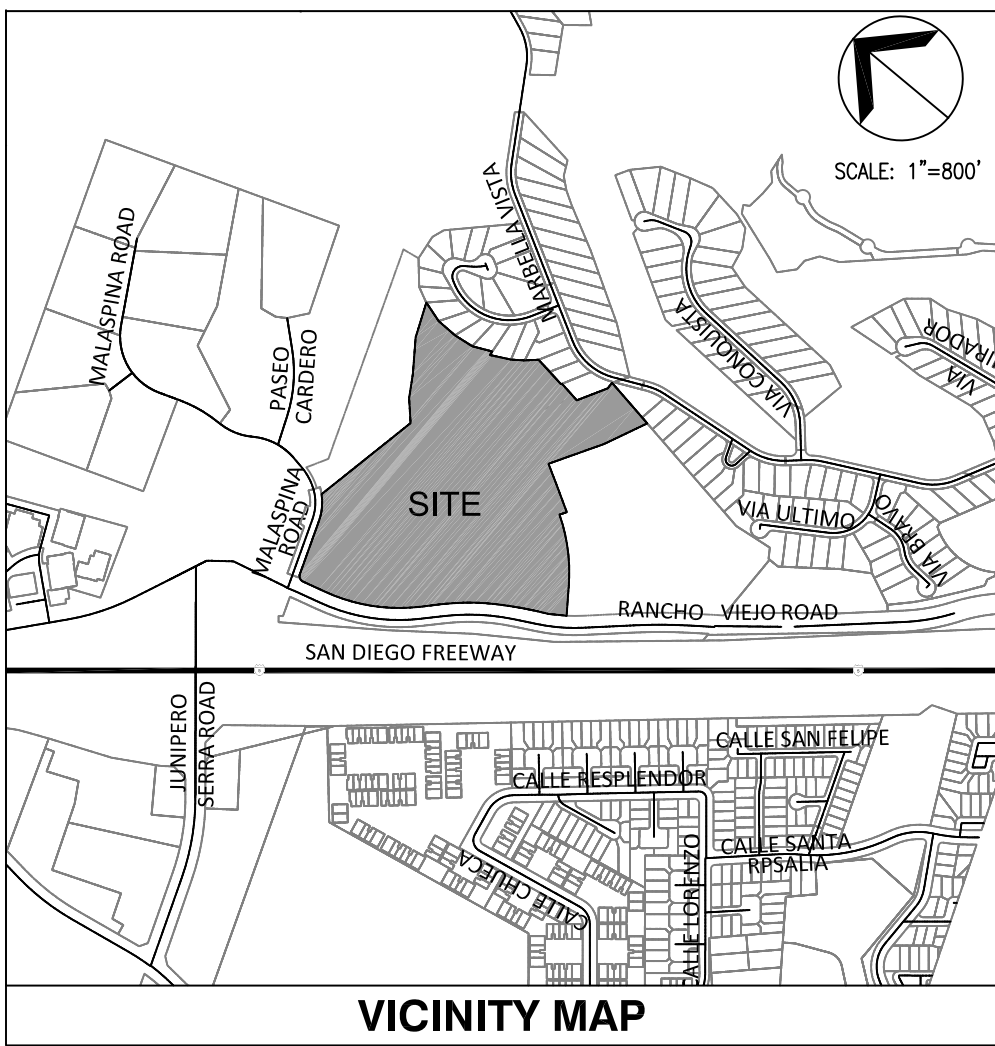 SCALE: 1"=800'
MARBELLA VISTA
MALASPINA ROAD
PASEO
CARDERO
VIA CONQUISTA
VIA
MIRADOR
MALASPINA
ROAD
SITE
VIA ULTIMO
VIA BRAVO
RANCHO VIEJO ROAD
SAN DIEGO FREEWAY
JUNIPERO
SERRA ROAD
CALLE SAN FELIPE
CALLE RESPLENDOR
CALLE SANTA
RPSALIA
CALLE CHUECA
CALLE LORENZO
VICINITY MAP